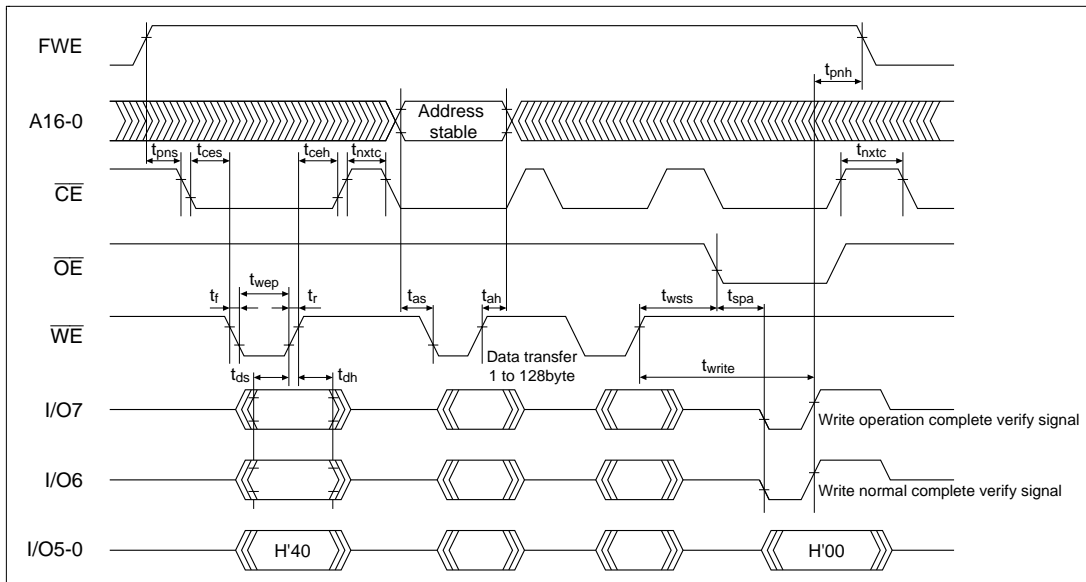 FWE
tpnh
A16-0
Address
stable
tpns
tces
tceh
tnxtc
tnxtc
CE
OE
twep
tf
tr
tas
tah
twsts
tspa
WE
Data transfer
1 to 128byte
twrite
tds
tdh
I/O7
Write operation complete verify signal
I/O6
Write normal complete verify signal
I/O5-0
H'40
H'00